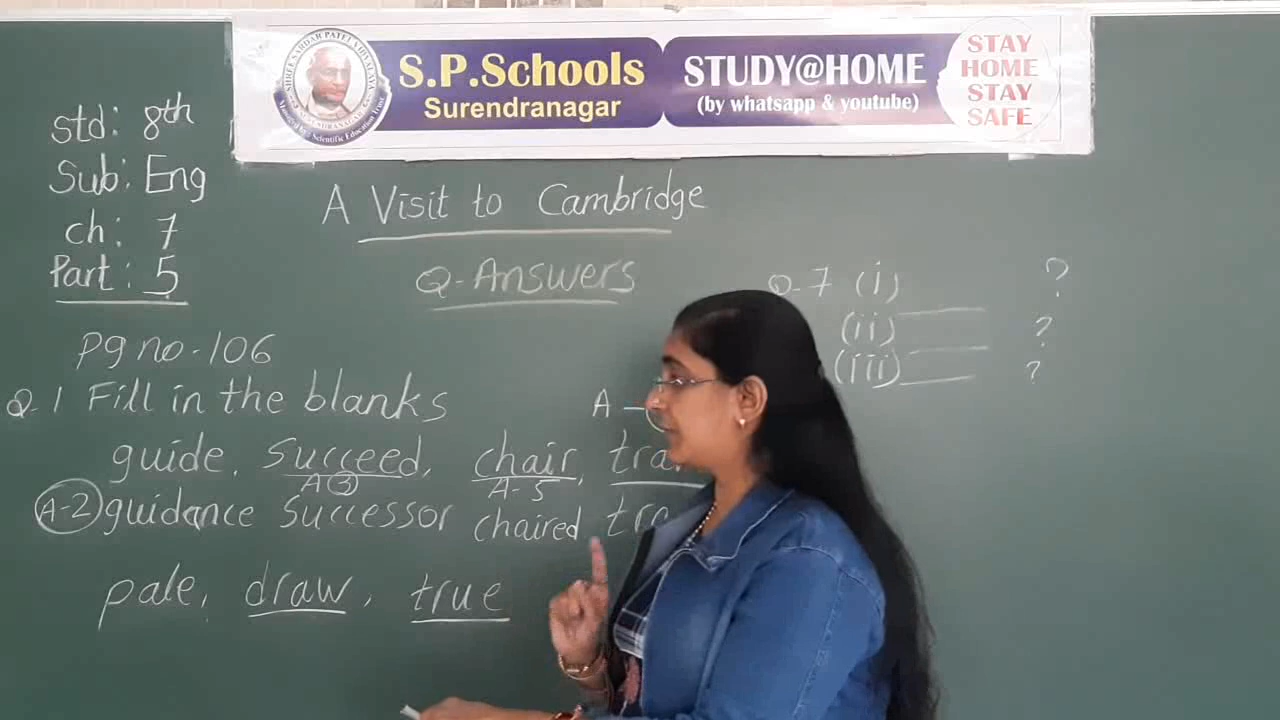 S.P.Schools
Surendranagar
STUDY@HOME
(by whatsapp & youtube)
STAY
HOME
STAY
SAFE
Std: 8th
Sub: Eng
ch: 7
Part: 5
A Visit to Cambridge
Q-Answers
Pg no-106
Q.1 Fill in the blanks
guide, Succeed, chair,
A 3 A-5
A-2 guidance Successor chaired,
pale, draw, true
A
Q-7 (i) ?
(ii) ?
(iii) ?